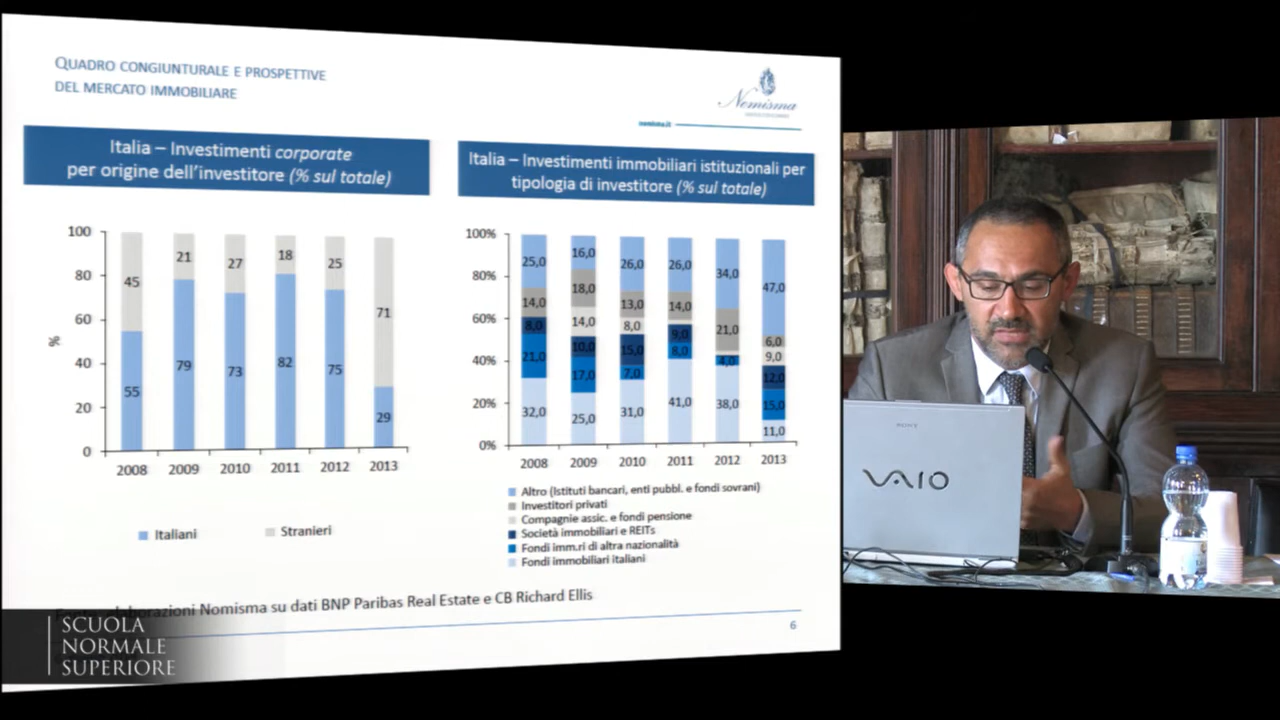 QUADRO CONGIUNTURALE E PROSPETTIVE
DEL MERCATO IMMOBILIARE
Nomisma
nomisma.it
Italia – Investimenti corporate
per origine dell'investitore (% sul totale)
%
100
80
60
40
20
0
45
55
21
79
27
73
18
82
25
75
71
29
2008 2009 2010 2011 2012 2013
Italiani Stranieri
Italia – Investimenti immobiliari istituzionali per
tipologia di investitore (% sul totale)
100%
80%
60%
40%
20%
0%
25,0
14,0
8,0
21,0
32,0
16,0
18,0
14,0
10,0
17,0
25,0
26,0
13,0
8,0
15,0
7,0
31,0
26,0
14,0
9,0
8,0
41,0
34,0
21,0
4,0
38,0
47,0
6,0
9,0
12,0
15,0
11,0
2008 2009 2010 2011 2012 2013
Altro (Istituti bancari, enti pubbl. e fondi sovrani)
Investitori privati
Compagnie assic. e fondi pensione
Società immobiliari e REITs
Fondi imm.ri di altra nazionalità
Fondi immobiliari italiani
elaborazioni Nomisma su dati BNP Paribas Real Estate e CB Richard Ellis
6
SCUOLA
NORMALE
SUPERIORE
SONY
VAIO